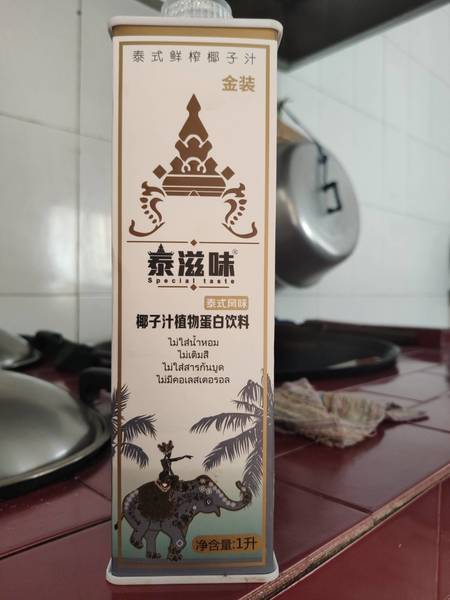 泰式鲜榨椰子汁
金装
泰滋味®
Special taste
泰式风味
椰子汁植物蛋白饮料
ไม่ใส่น้ำหอม
ไม่เติมสี
ไม่ใส่สารกันบูด
ไม่มีคอเลสเตอรอล
净含量:1升